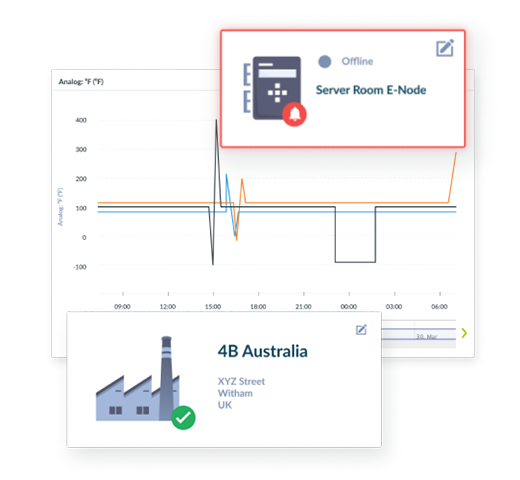 Offline
Server Room E-Node
Analog: °F (°F)
400
300
200
100
0
-100
Analog: °F (°F)
09:00 12:00 15:00 18:00 21:00 00:00 03:00 06:00
30. Mar
4B Australia
XYZ Street
Witham
UK